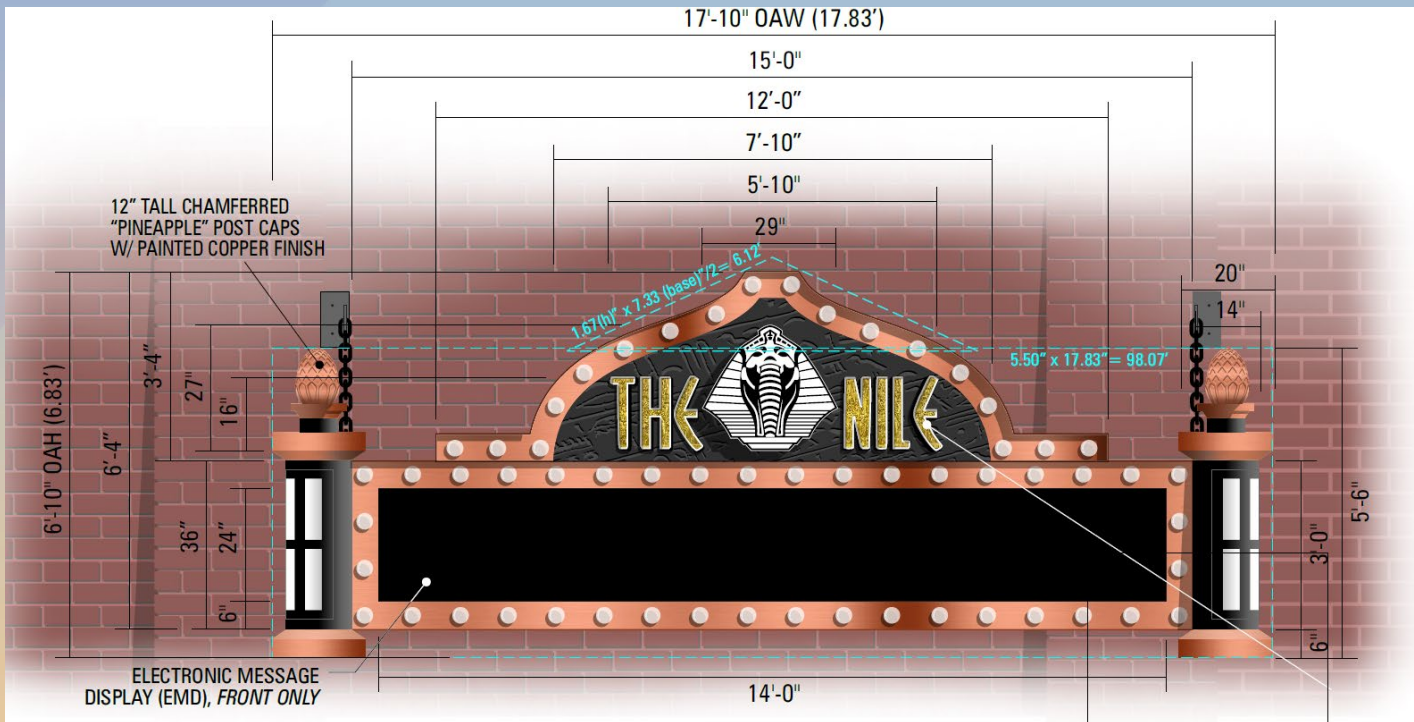 17'-10" OAW (17.83')
15'-0"
12'-0"
7'-10"
5'-10"
29"
12" TALL CHAMFERRED
"PINEAPPLE" POST CAPS
W/ PAINTED COPPER FINISH
1.67(h)" x 7.33 (base)"/2= 6.12'
20"
14"
5.50" x 17.83"= 98.07'
3'-4"
27"
16"
6'-10" OAH (6.83')
6'-4"
THE NILE
36"
24"
6"
5'-6"
3'-0"
6"
ELECTRONIC MESSAGE
DISPLAY (EMD), FRONT ONLY
14'-0"